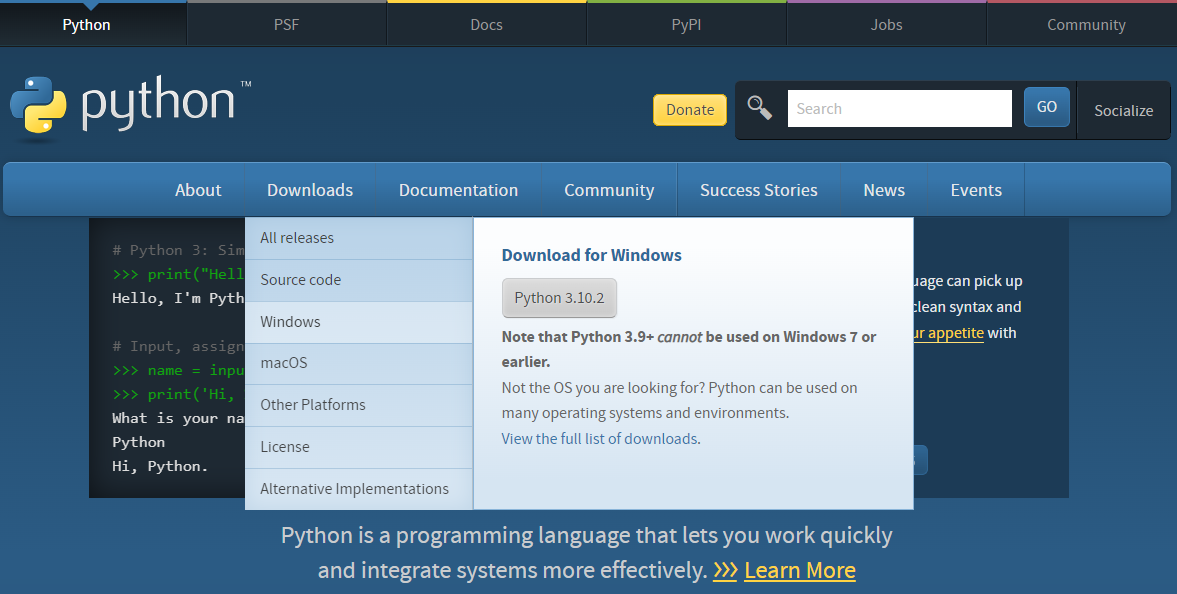 Python PSF Docs PyPI Jobs Community
python™
Donate Search GO Socialize
About Downloads Documentation Community Success Stories News Events
# Python 3: Sim
>>> print("Hell
Hello, I'm Pyth
# Input, assign
>>> name = inpu
>>> print('Hi,
What is your na
Python
Hi, Python.
All releases
Source code
Windows
macOS
Other Platforms
License
Alternative Implementations
Download for Windows
Python 3.10.2
Note that Python 3.9+ cannot be used on Windows 7 or
earlier.
Not the OS you are looking for? Python can be used on
many operating systems and environments.
View the full list of downloads.
uage can pick up
clean syntax and
ur appetite with
Python is a programming language that lets you work quickly
and integrate systems more effectively. >>> Learn More